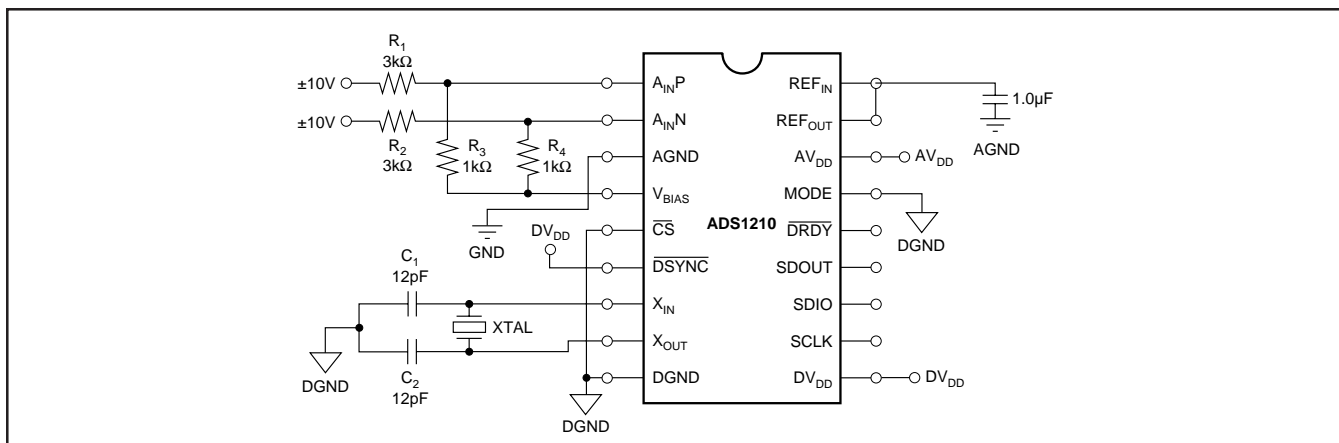 R1
3kΩ
±10V
±10V
R2
3kΩ
R3
1kΩ
R4
1kΩ
GND
DVDD
C1
12pF
XTAL
DGND
C2
12pF
DGND
AINP
AINN
AGND
VBIAS
CS
DSYNC
XIN
XOUT
DGND
ADS1210
REFIN
REFOUT
AVDD
MODE
DRDY
SDOUT
SDIO
SCLK
DVDD
1.0µF
AGND
AVDD
DGND
DVDD